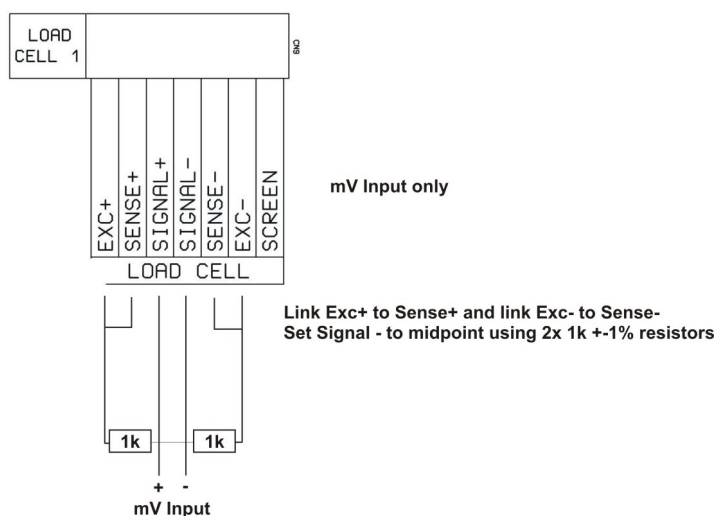 LOAD
CELL 1
CN9
EXC+
SENSE+
SIGNAL+
SIGNAL-
SENSE-
EXC-
SCREEN
LOAD CELL
mV Input only
Link Exc+ to Sense+ and link Exc- to Sense-
Set Signal - to midpoint using 2x 1k +-1% resistors
1k
1k
+ -
mV Input